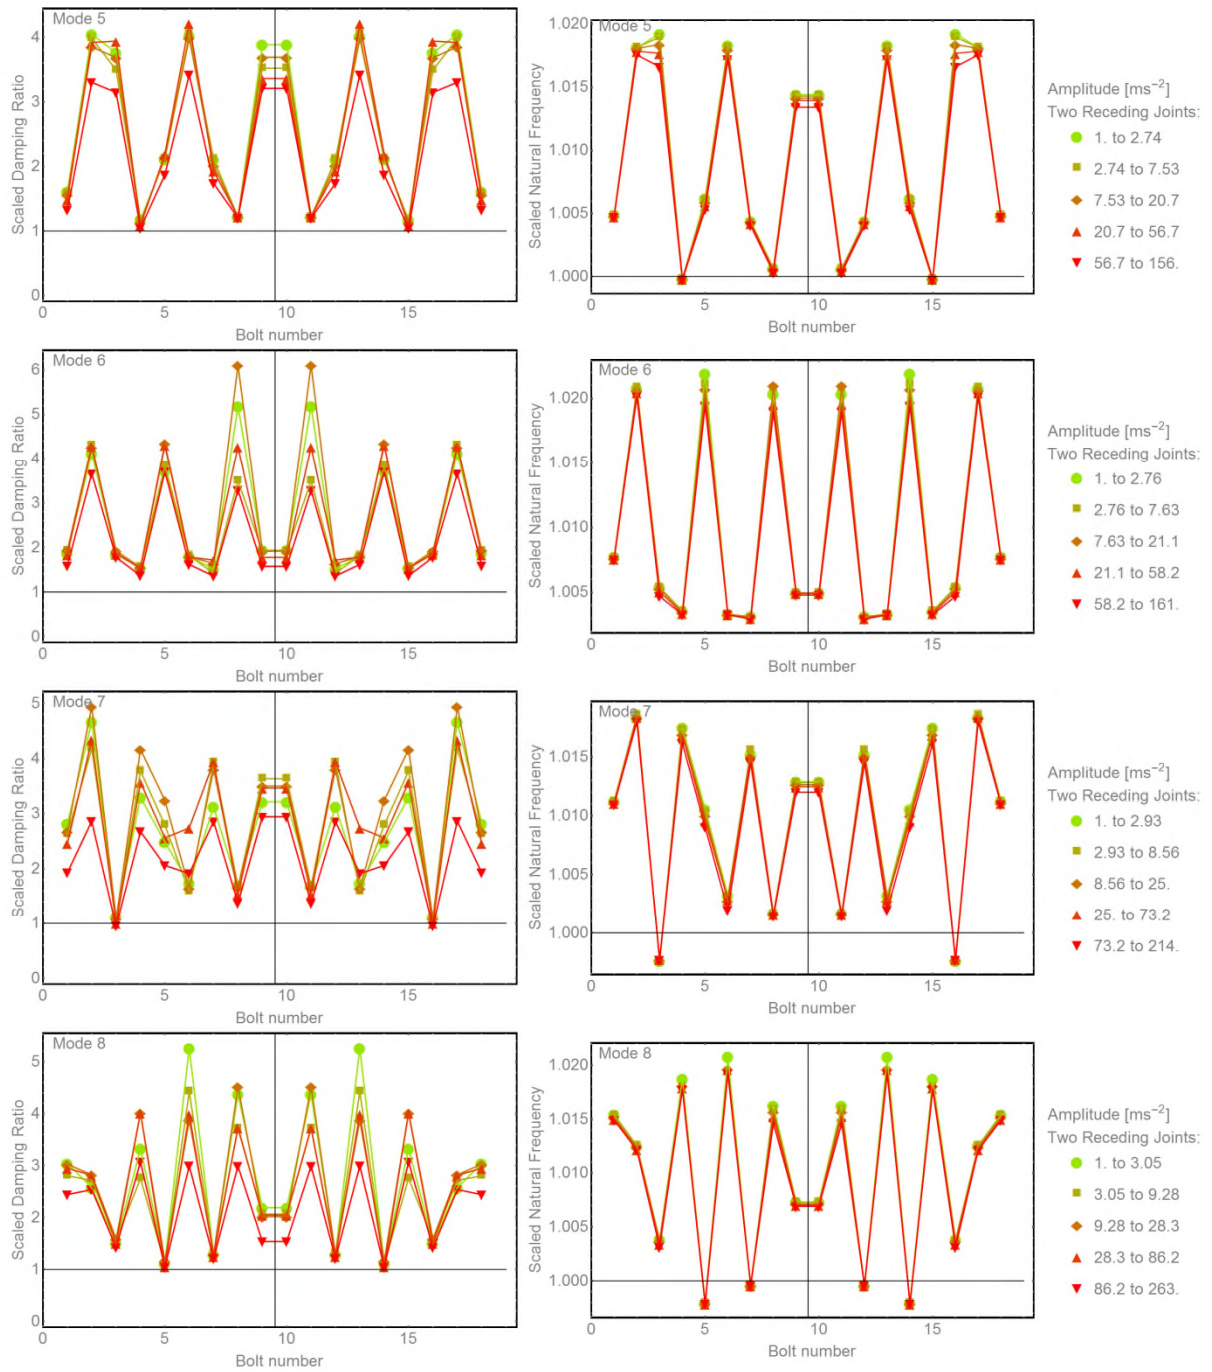 Mode 5
Scaled Damping Ratio
4
3
2
1
0
0 5 10 15
Bolt number
Mode 5
Scaled Natural Frequency
1.020
1.015
1.010
1.005
1.000
0 5 10 15
Bolt number
Amplitude [ms⁻²]
Two Receding Joints:
1. to 2.74
2.74 to 7.53
7.53 to 20.7
20.7 to 56.7
56.7 to 156.
Mode 6
Scaled Damping Ratio
6
5
4
3
2
1
0
0 5 10 15
Bolt number
Mode 6
Scaled Natural Frequency
1.020
1.015
1.010
1.005
0 5 10 15
Bolt number
Amplitude [ms⁻²]
Two Receding Joints:
1. to 2.76
2.76 to 7.63
7.63 to 21.1
21.1 to 58.2
58.2 to 161.
Mode 7
Scaled Damping Ratio
5
4
3
2
1
0
0 5 10 15
Bolt number
Mode 7
Scaled Natural Frequency
1.015
1.010
1.005
1.000
0 5 10 15
Bolt number
Amplitude [ms⁻²]
Two Receding Joints:
1. to 2.93
2.93 to 8.56
8.56 to 25.
25. to 73.2
73.2 to 214.
Mode 8
Scaled Damping Ratio
5
4
3
2
1
0
0 5 10 15
Bolt number
Mode 8
Scaled Natural Frequency
1.020
1.015
1.010
1.005
1.000
0 5 10 15
Bolt number
Amplitude [ms⁻²]
Two Receding Joints:
1. to 3.05
3.05 to 9.28
9.28 to 28.3
28.3 to 86.2
86.2 to 263.